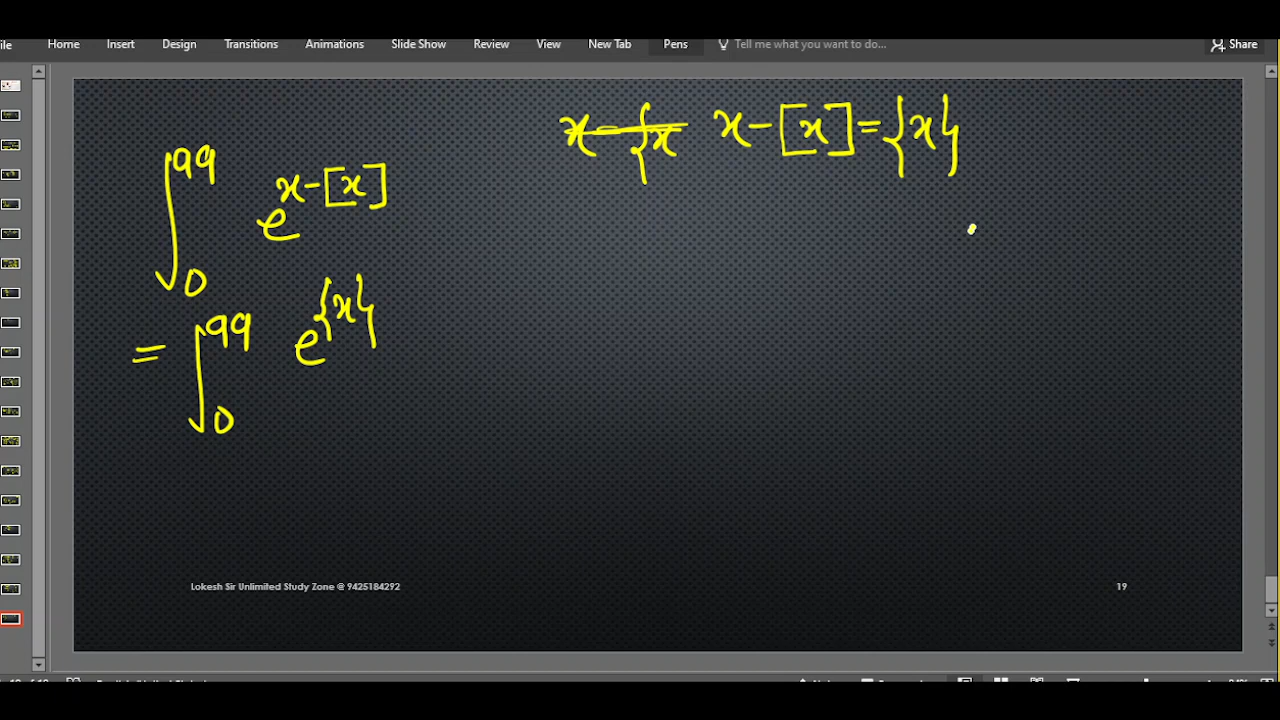 ile Home Insert Design Transitions Animations Slide Show Review View New Tab Pens Tell me what you want to do... Share
x - {x x - [x] = {x}
∫₀⁹⁹ e^{x-[x]}
= ∫₀⁹⁹ e^{{x}}
Lokesh Sir Unlimited Study Zone @ 9425184292 19